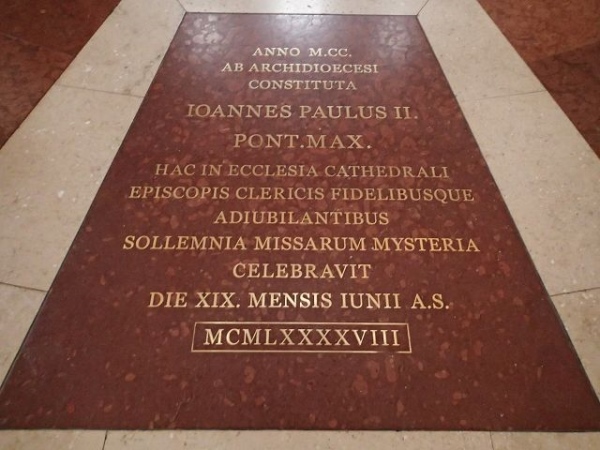 ANNO M.CC.
AB ARCHIDIOECESI
CONSTITUTA
IOANNES PAULUS II.
PONT.MAX.
HAC IN ECCLESIA CATHEDRALI
EPISCOPIS CLERICIS FIDELIBUSQUE
ADIUBILANTIBUS
SOLLEMNIA MISSARUM MYSTERIA
CELEBRAVIT
DIE XIX. MENSIS IUNII A.S.
MCMLXXXXVIII